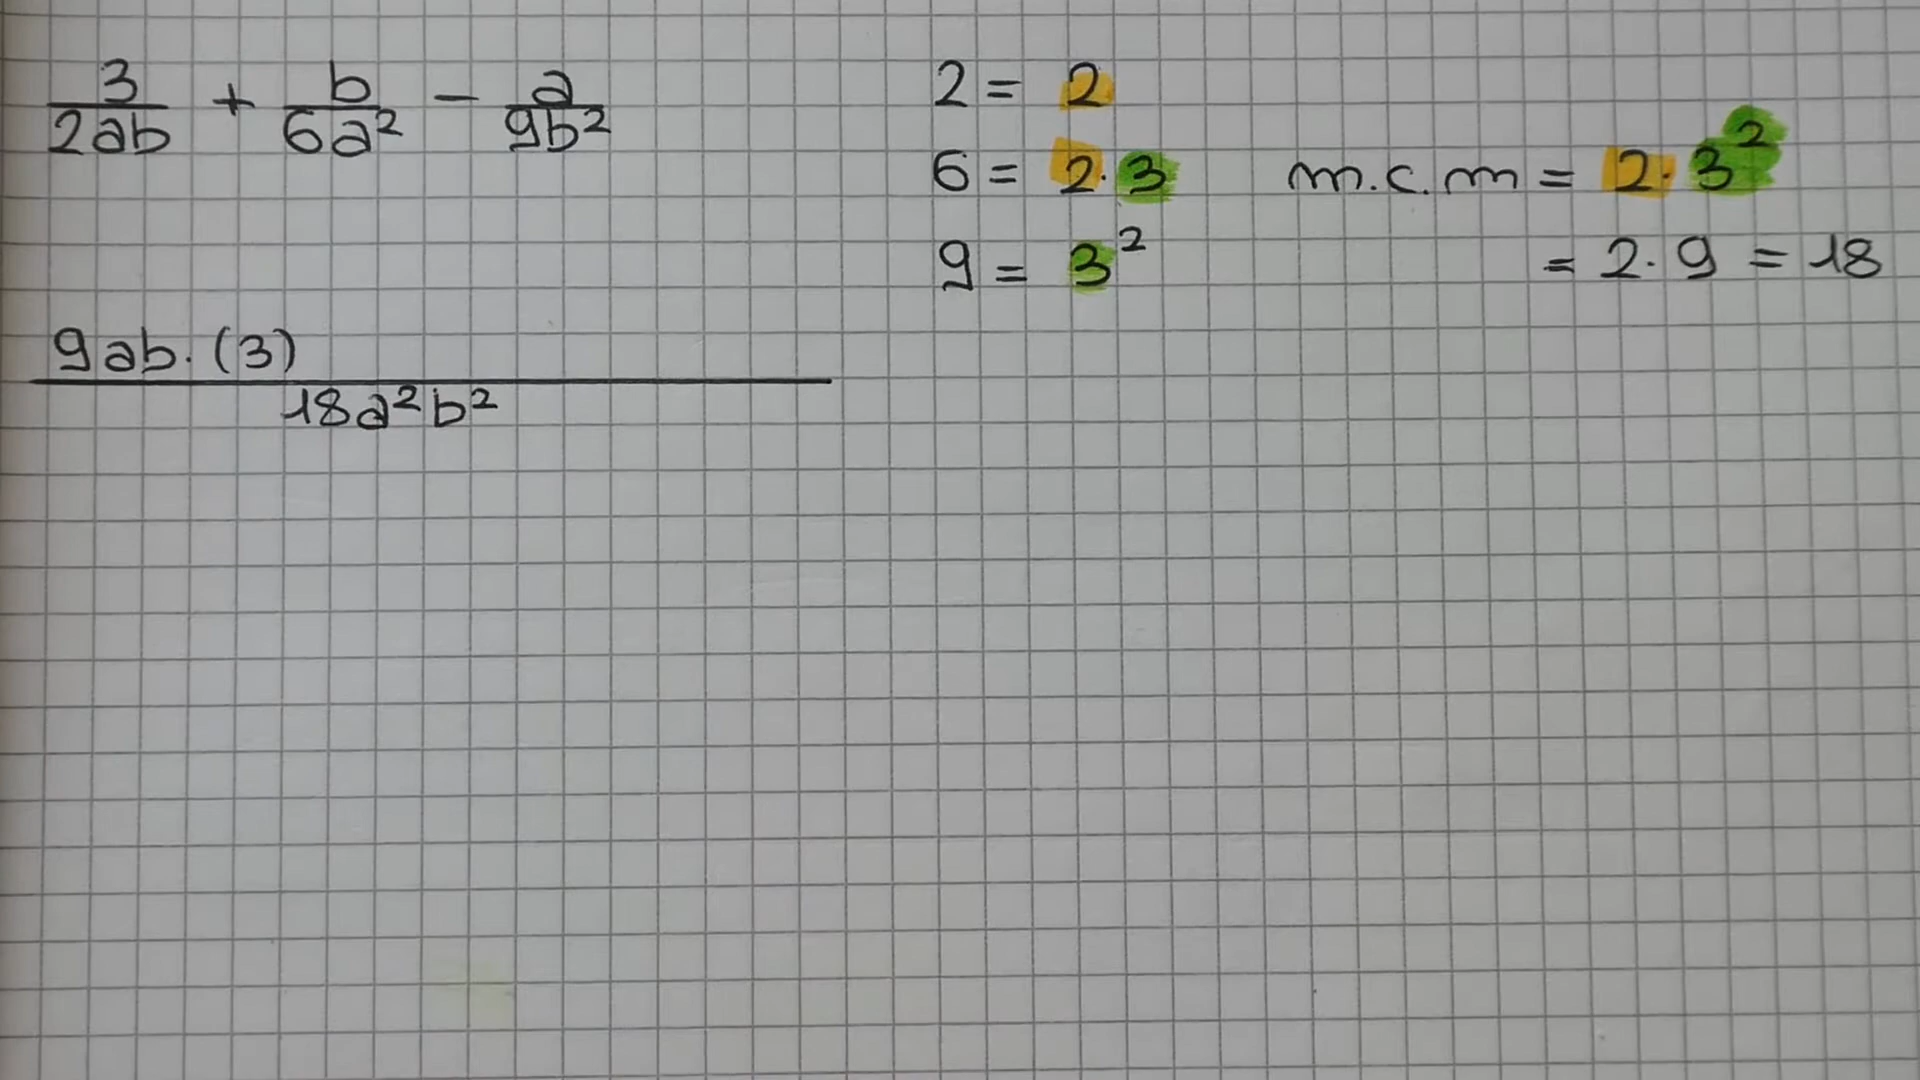 3/2ab + b/6a² - a/9b²
2 = 2
6 = 2·3
9 = 3²
m.c.m = 2·3²
= 2·9 = 18
9ab·(3)
18a²b²